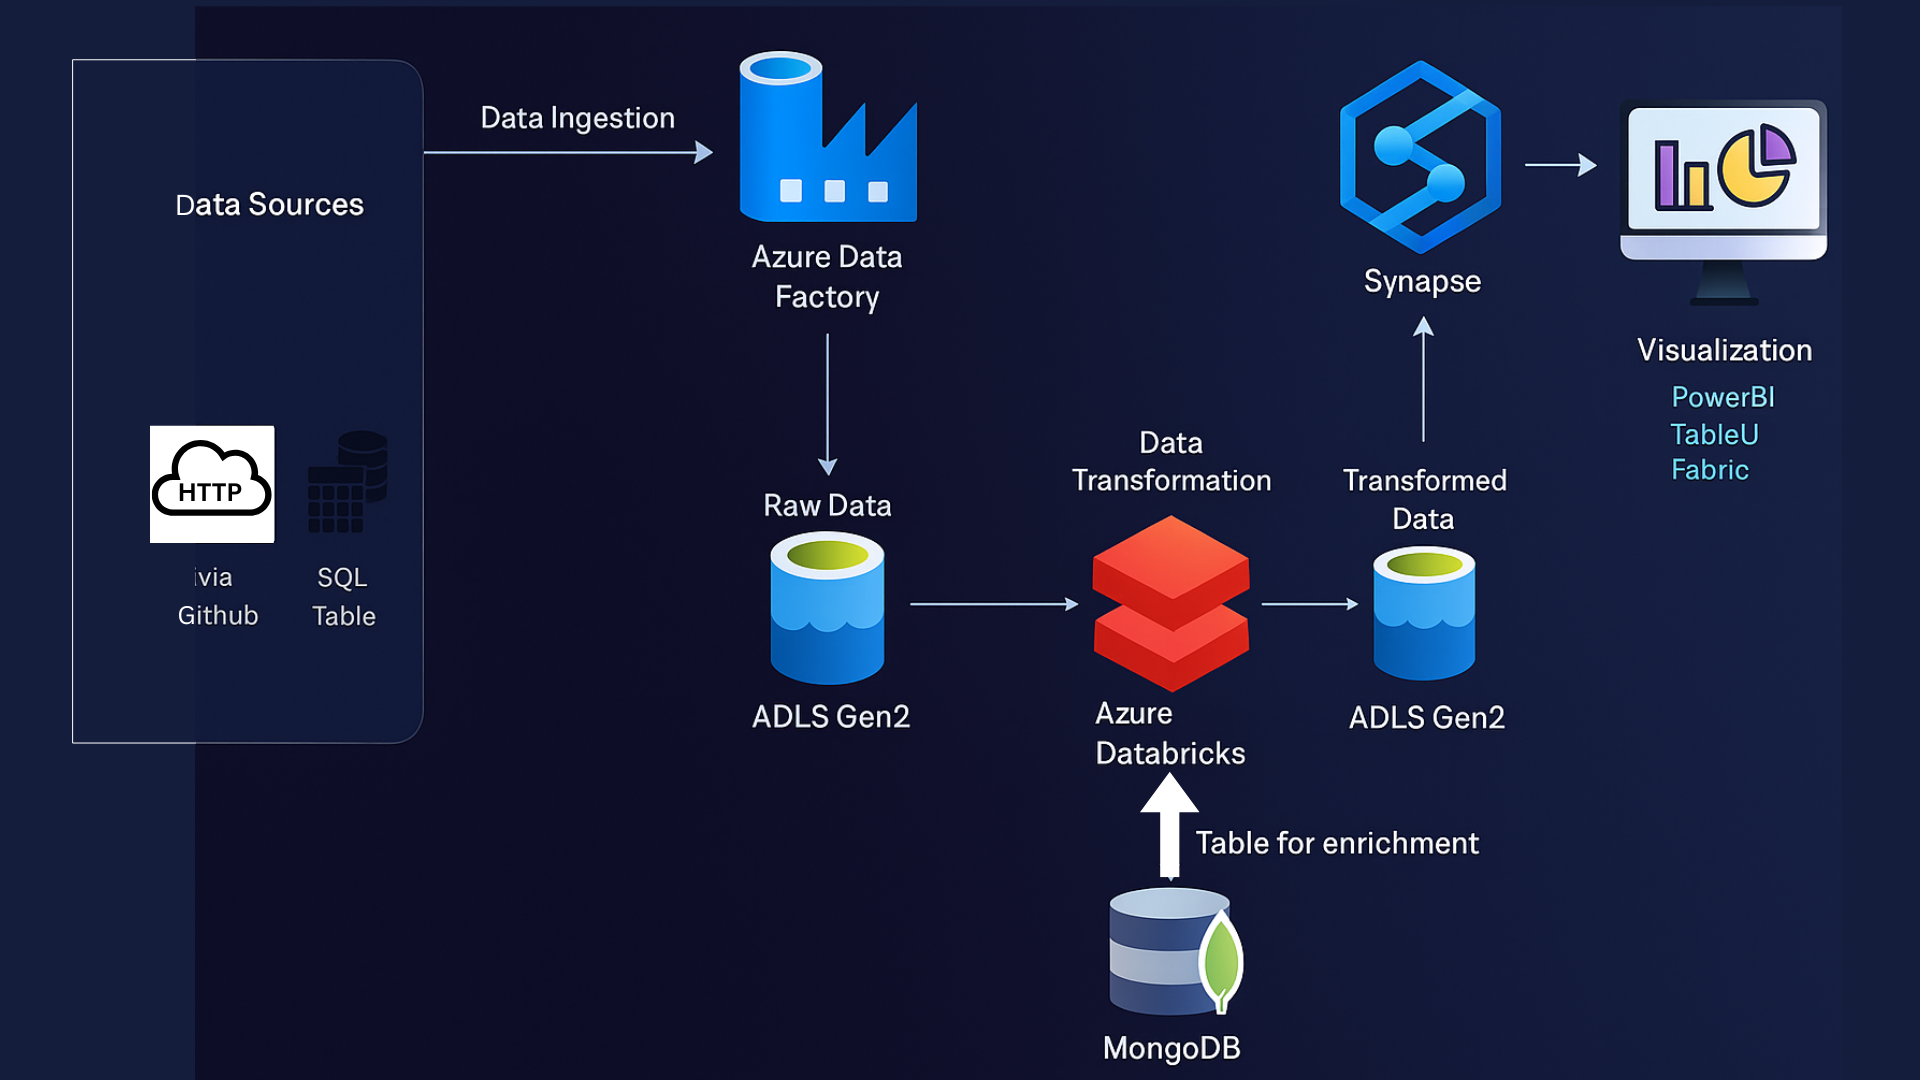 Data Sources
HTTP
ivia
Github
SQL
Table
Data Ingestion
Azure Data
Factory
Raw Data
ADLS Gen2
Data
Transformation
Azure
Databricks
Table for enrichment
MongoDB
Transformed
Data
ADLS Gen2
Synapse
Visualization
PowerBI
TableU
Fabric